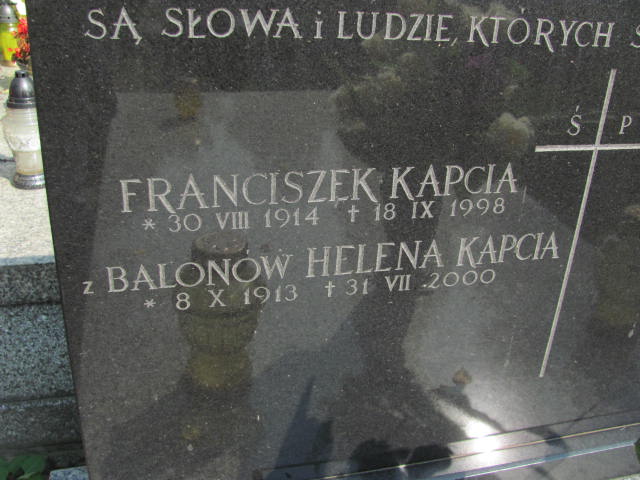 SĄ SŁOWA i LUDZIE, KTÓRYCH
Ś P
FRANCISZEK KAPCIA
* 30 VIII 1914 † 18 IX 1998
z BALONÓW HELENA KAPCIA
* 8 X 1913 † 31 VII 2000